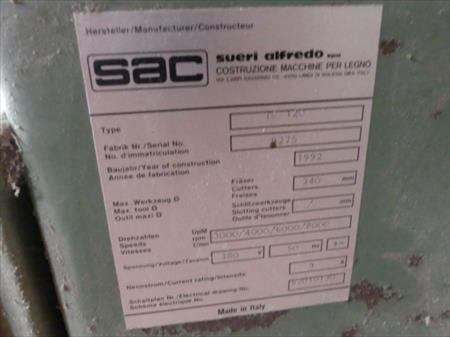 Hersteller/Manufacturer/Constructeur
sac
sueri alfredo spa
COSTRUZIONE MACCHINE PER LEGNO
Type
Fabrik Nr./Serial No.
No. d'immatriculation
Baujahr/Year of construction 1992
Année de fabrication
Max. Werkzeug Ø Fräser
Max. tool Ø Cutters 240 mm
Outil maxi Ø Fraises
Schlitzwerkzeuge
Slotting cutters / mm
Outils à tenonner
Drehzahlen UpM
Speeds rpm 3000/4000/6000/8000
Vitesses t/min
Spannung/Voltage/Tension 380 V 50 Hz
Nennstrom/Current rating/Intensité A
Schaltplan Nr./Electrical drawing No.
Schéma électrique No.
Made in Italy